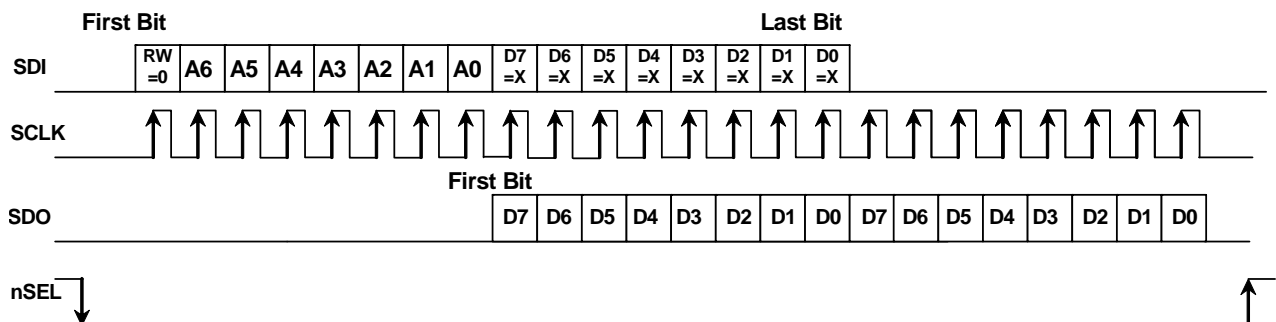 First Bit Last Bit
SDI RW =0 A6 A5 A4 A3 A2 A1 A0 D7 =X D6 =X D5 =X D4 =X D3 =X D2 =X D1 =X D0 =X
SCLK
First Bit
SDO D7 D6 D5 D4 D3 D2 D1 D0 D7 D6 D5 D4 D3 D2 D1 D0
nSEL